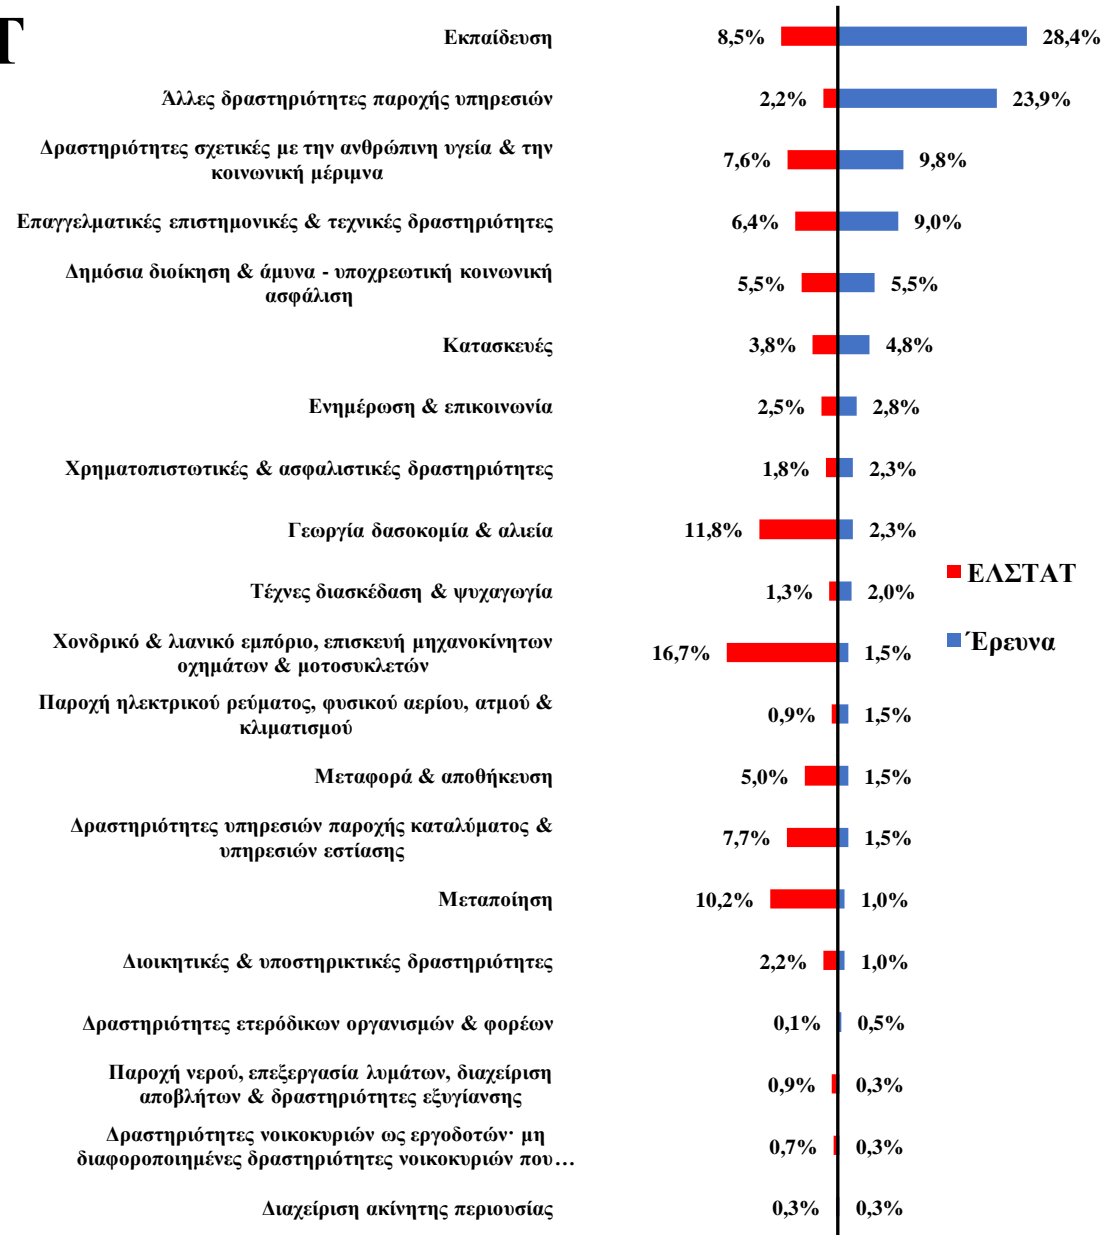 Τ
Εκπαίδευση 8,5% 28,4%
Άλλες δραστηριότητες παροχής υπηρεσιών 2,2% 23,9%
Δραστηριότητες σχετικές με την ανθρώπινη υγεία & την
κοινωνική μέριμνα 7,6% 9,8%
Επαγγελματικές επιστημονικές & τεχνικές δραστηριότητες 6,4% 9,0%
Δημόσια διοίκηση & άμυνα - υποχρεωτική κοινωνική
ασφάλιση 5,5% 5,5%
Κατασκευές 3,8% 4,8%
Ενημέρωση & επικοινωνία 2,5% 2,8%
Χρηματοπιστωτικές & ασφαλιστικές δραστηριότητες 1,8% 2,3%
Γεωργία δασοκομία & αλιεία 11,8% 2,3%
Τέχνες διασκέδαση & ψυχαγωγία 1,3% 2,0%
Χονδρικό & λιανικό εμπόριο, επισκευή μηχανοκίνητων
οχημάτων & μοτοσυκλετών 16,7% 1,5%
Παροχή ηλεκτρικού ρεύματος, φυσικού αερίου, ατμού &
κλιματισμού 0,9% 1,5%
Μεταφορά & αποθήκευση 5,0% 1,5%
Δραστηριότητες υπηρεσιών παροχής καταλύματος &
υπηρεσιών εστίασης 7,7% 1,5%
Μεταποίηση 10,2% 1,0%
Διοικητικές & υποστηρικτικές δραστηριότητες 2,2% 1,0%
Δραστηριότητες ετερόδικων οργανισμών & φορέων 0,1% 0,5%
Παροχή νερού, επεξεργασία λυμάτων, διαχείριση
αποβλήτων & δραστηριότητες εξυγίανσης 0,9% 0,3%
Δραστηριότητες νοικοκυριών ως εργοδοτών· μη
διαφοροποιημένες δραστηριότητες νοικοκυριών που… 0,7% 0,3%
Διαχείριση ακίνητης περιουσίας 0,3% 0,3%
ΕΛΣΤΑΤ
Έρευνα